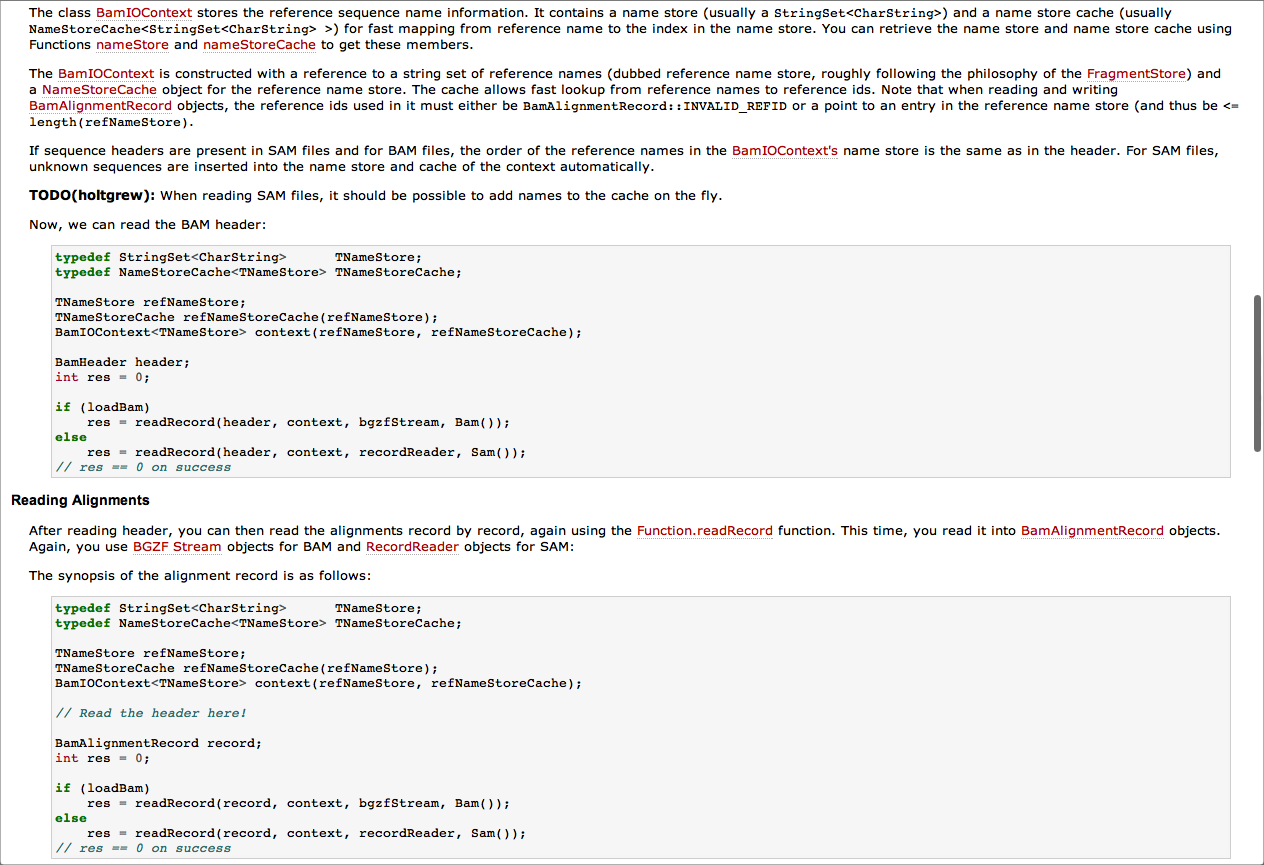 The class BamIOContext stores the reference sequence name information. It contains a name store (usually a StringSet<CharString>) and a name store cache (usually
NameStoreCache<StringSet<CharString> >) for fast mapping from reference name to the index in the name store. You can retrieve the name store and name store cache using
Functions nameStore and nameStoreCache to get these members.
The BamIOContext is constructed with a reference to a string set of reference names (dubbed reference name store, roughly following the philosophy of the FragmentStore) and
a NameStoreCache object for the reference name store. The cache allows fast lookup from reference names to reference ids. Note that when reading and writing
BamAlignmentRecord objects, the reference ids used in it must either be BamAlignmentRecord::INVALID_REFID or a point to an entry in the reference name store (and thus be <=
length(refNameStore).
If sequence headers are present in SAM files and for BAM files, the order of the reference names in the BamIOContext's name store is the same as in the header. For SAM files,
unknown sequences are inserted into the name store and cache of the context automatically.
TODO(holtgrew): When reading SAM files, it should be possible to add names to the cache on the fly.
Now, we can read the BAM header:
typedef StringSet<CharString>      TNameStore;
typedef NameStoreCache<TNameStore> TNameStoreCache;
TNameStore refNameStore;
TNameStoreCache refNameStoreCache(refNameStore);
BamIOContext<TNameStore> context(refNameStore, refNameStoreCache);
BamHeader header;
int res = 0;
if (loadBam)
    res = readRecord(header, context, bgzfStream, Bam());
else
    res = readRecord(header, context, recordReader, Sam());
// res == 0 on success
Reading Alignments
After reading header, you can then read the alignments record by record, again using the Function.readRecord function. This time, you read it into BamAlignmentRecord objects.
Again, you use BGZF Stream objects for BAM and RecordReader objects for SAM:
The synopsis of the alignment record is as follows:
typedef StringSet<CharString>      TNameStore;
typedef NameStoreCache<TNameStore> TNameStoreCache;
TNameStore refNameStore;
TNameStoreCache refNameStoreCache(refNameStore);
BamIOContext<TNameStore> context(refNameStore, refNameStoreCache);
// Read the header here!
BamAlignmentRecord record;
int res = 0;
if (loadBam)
    res = readRecord(record, context, bgzfStream, Bam());
else
    res = readRecord(record, context, recordReader, Sam());
// res == 0 on success